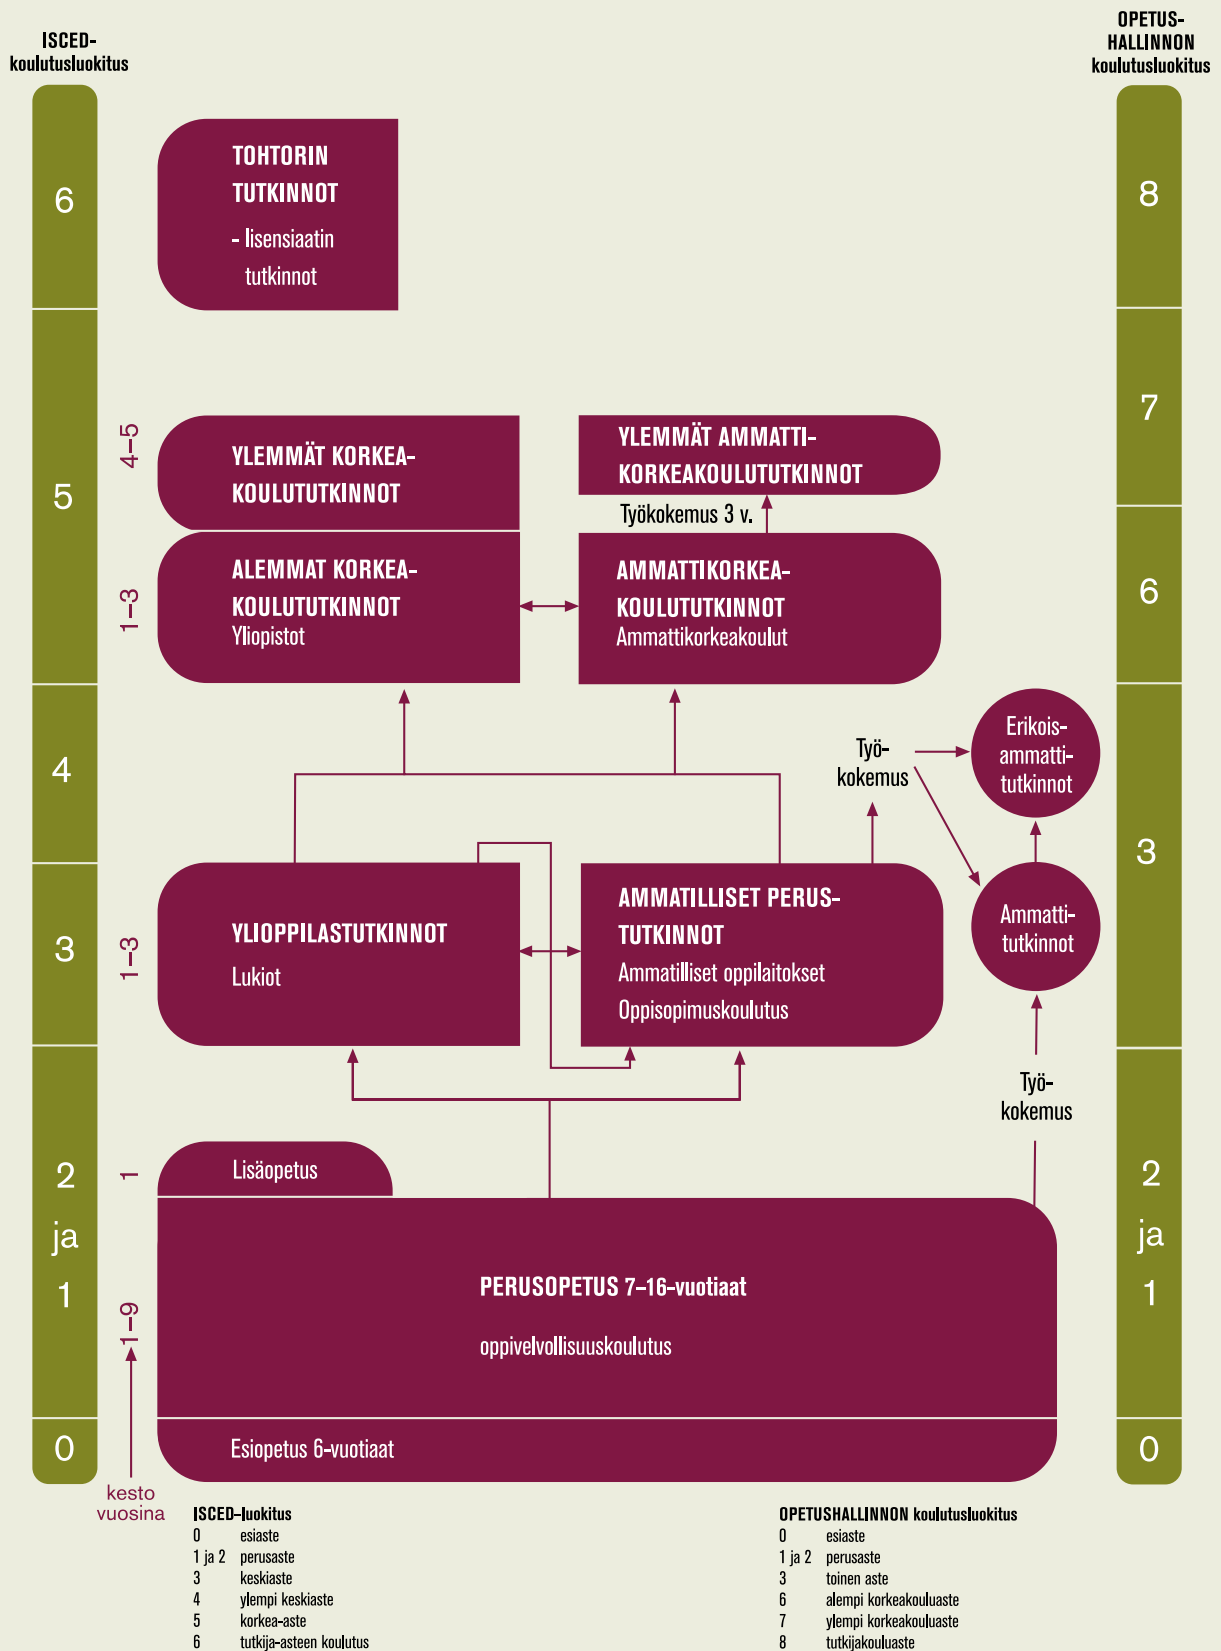 ISCED-
koulutusluokitus
OPETUS-
HALLINNON
koulutusluokitus
6
5
4
3
2
ja
1
0
4–5
1–3
1–3
1
1–9
kesto
vuosina
TOHTORIN
TUTKINNOT
- lisensiaatin
tutkinnot
YLEMMÄT KORKEA-
KOULUTUTKINNOT
YLEMMÄT AMMATTI-
KORKEAKOULUTUTKINNOT
Työkokemus 3 v.
ALEMMAT KORKEA-
KOULUTUTKINNOT
Yliopistot
AMMATTIKORKEA-
KOULUTUTKINNOT
Ammattikorkeakoulut
Työ-
kokemus
Erikois-
ammatti-
tutkinnot
YLIOPPILASTUTKINNOT
Lukiot
AMMATILLISET PERUS-
TUTKINNOT
Ammatilliset oppilaitokset
Oppisopimuskoulutus
Ammatti-
tutkinnot
Työ-
kokemus
Lisäopetus
PERUSOPETUS 7–16-vuotiaat
oppivelvollisuuskoulutus
Esiopetus 6-vuotiaat
8
7
6
3
2
ja
1
0
ISCED–luokitus
0 esiaste
1 ja 2 perusaste
3 keskiaste
4 ylempi keskiaste
5 korkea-aste
6 tutkija-asteen koulutus
OPETUSHALLINNON koulutusluokitus
0 esiaste
1 ja 2 perusaste
3 toinen aste
6 alempi korkeakouluaste
7 ylempi korkeakouluaste
8 tutkijakouluaste